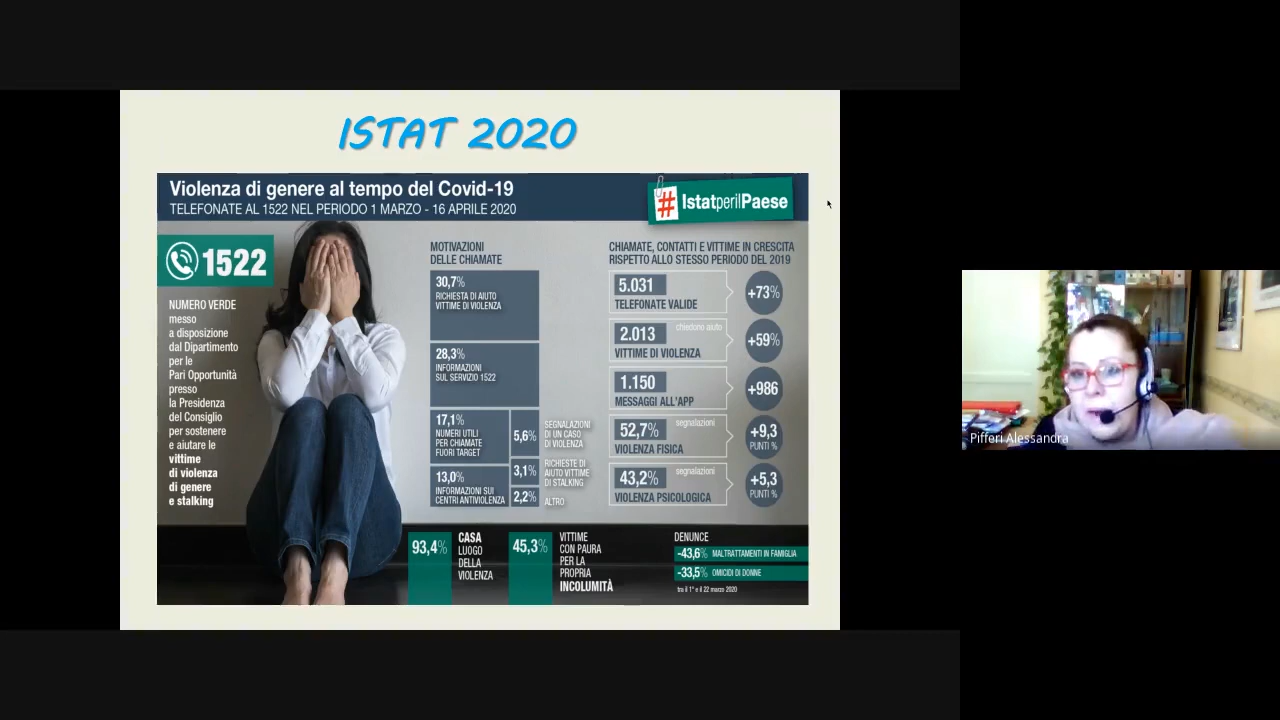 ISTAT 2020
Violenza di genere al tempo del Covid-19
TELEFONATE AL 1522 NEL PERIODO 1 MARZO - 16 APRILE 2020
#IstatperilPaese
1522
NUMERO VERDE
messo
a disposizione
dal Dipartimento
per le
Pari Opportunità
presso
la Presidenza
del Consiglio
per sostenere
e aiutare le
vittime
di violenza
di genere
e stalking
MOTIVAZIONI
DELLE CHIAMATE
30,7%
RICHIESTA DI AIUTO
VITTIME DI VIOLENZA
28,3%
INFORMAZIONI
SUL SERVIZIO 1522
17,1%
NUMERI UTILI
PER CHIAMATE
FUORI TARGET
13,0%
INFORMAZIONI SUI
CENTRI ANTIVIOLENZA
5,6%
SEGNALAZIONI
DI UN CASO
DI VIOLENZA
3,1%
RICHIESTE DI
AIUTO VITTIME
DI STALKING
2,2%
ALTRO
CHIAMATE, CONTATTI E VITTIME IN CRESCITA
RISPETTO ALLO STESSO PERIODO DEL 2019
5.031
TELEFONATE VALIDE
+73%
2.013
chiedono aiuto
VITTIME DI VIOLENZA
+59%
1.150
MESSAGGI ALL'APP
+986
52,7%
segnalazioni
VIOLENZA FISICA
+9,3
PUNTI %
43,2%
segnalazioni
VIOLENZA PSICOLOGICA
+5,3
PUNTI %
93,4%
CASA
LUOGO
DELLA
VIOLENZA
45,3%
VITTIME
CON PAURA
PER LA
PROPRIA
INCOLUMITÀ
DENUNCE
-43,6% MALTRATTAMENTI IN FAMIGLIA
-33,5% OMICIDI DI DONNE
tra il 1° e il 22 marzo 2020
Pifferi Alessandra